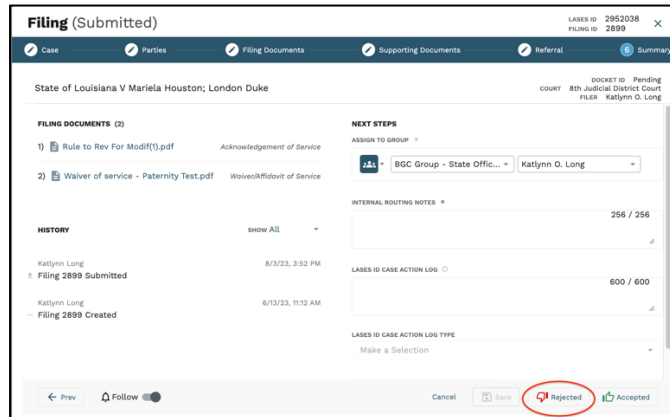 Filing (Submitted)
LASES ID 2952038
FILING ID 2899
Case
Parties
Filing Documents
Supporting Documents
Referral
6 Summary
State of Louisiana V Mariela Houston; London Duke
DOCKET ID Pending
COURT 8th Judicial District Court
FILER Katlynn O. Long
FILING DOCUMENTS (2)
1) Rule to Rev For Modif(1).pdf Acknowledgement of Service
2) Waiver of service - Paternity Test.pdf Waiver/Affidavit of Service
HISTORY
SHOW All
Katlynn Long 8/3/23, 3:52 PM
Filing 2899 Submitted
Katlynn Long 6/13/23, 11:12 AM
Filing 2899 Created
NEXT STEPS
ASSIGN TO GROUP
BGC Group - State Offic...
Katlynn O. Long
INTERNAL ROUTING NOTES
256 / 256
LASES ID CASE ACTION LOG
600 / 600
LASES ID CASE ACTION LOG TYPE
Make a Selection
Prev
Follow
Cancel
Save
Rejected
Accepted